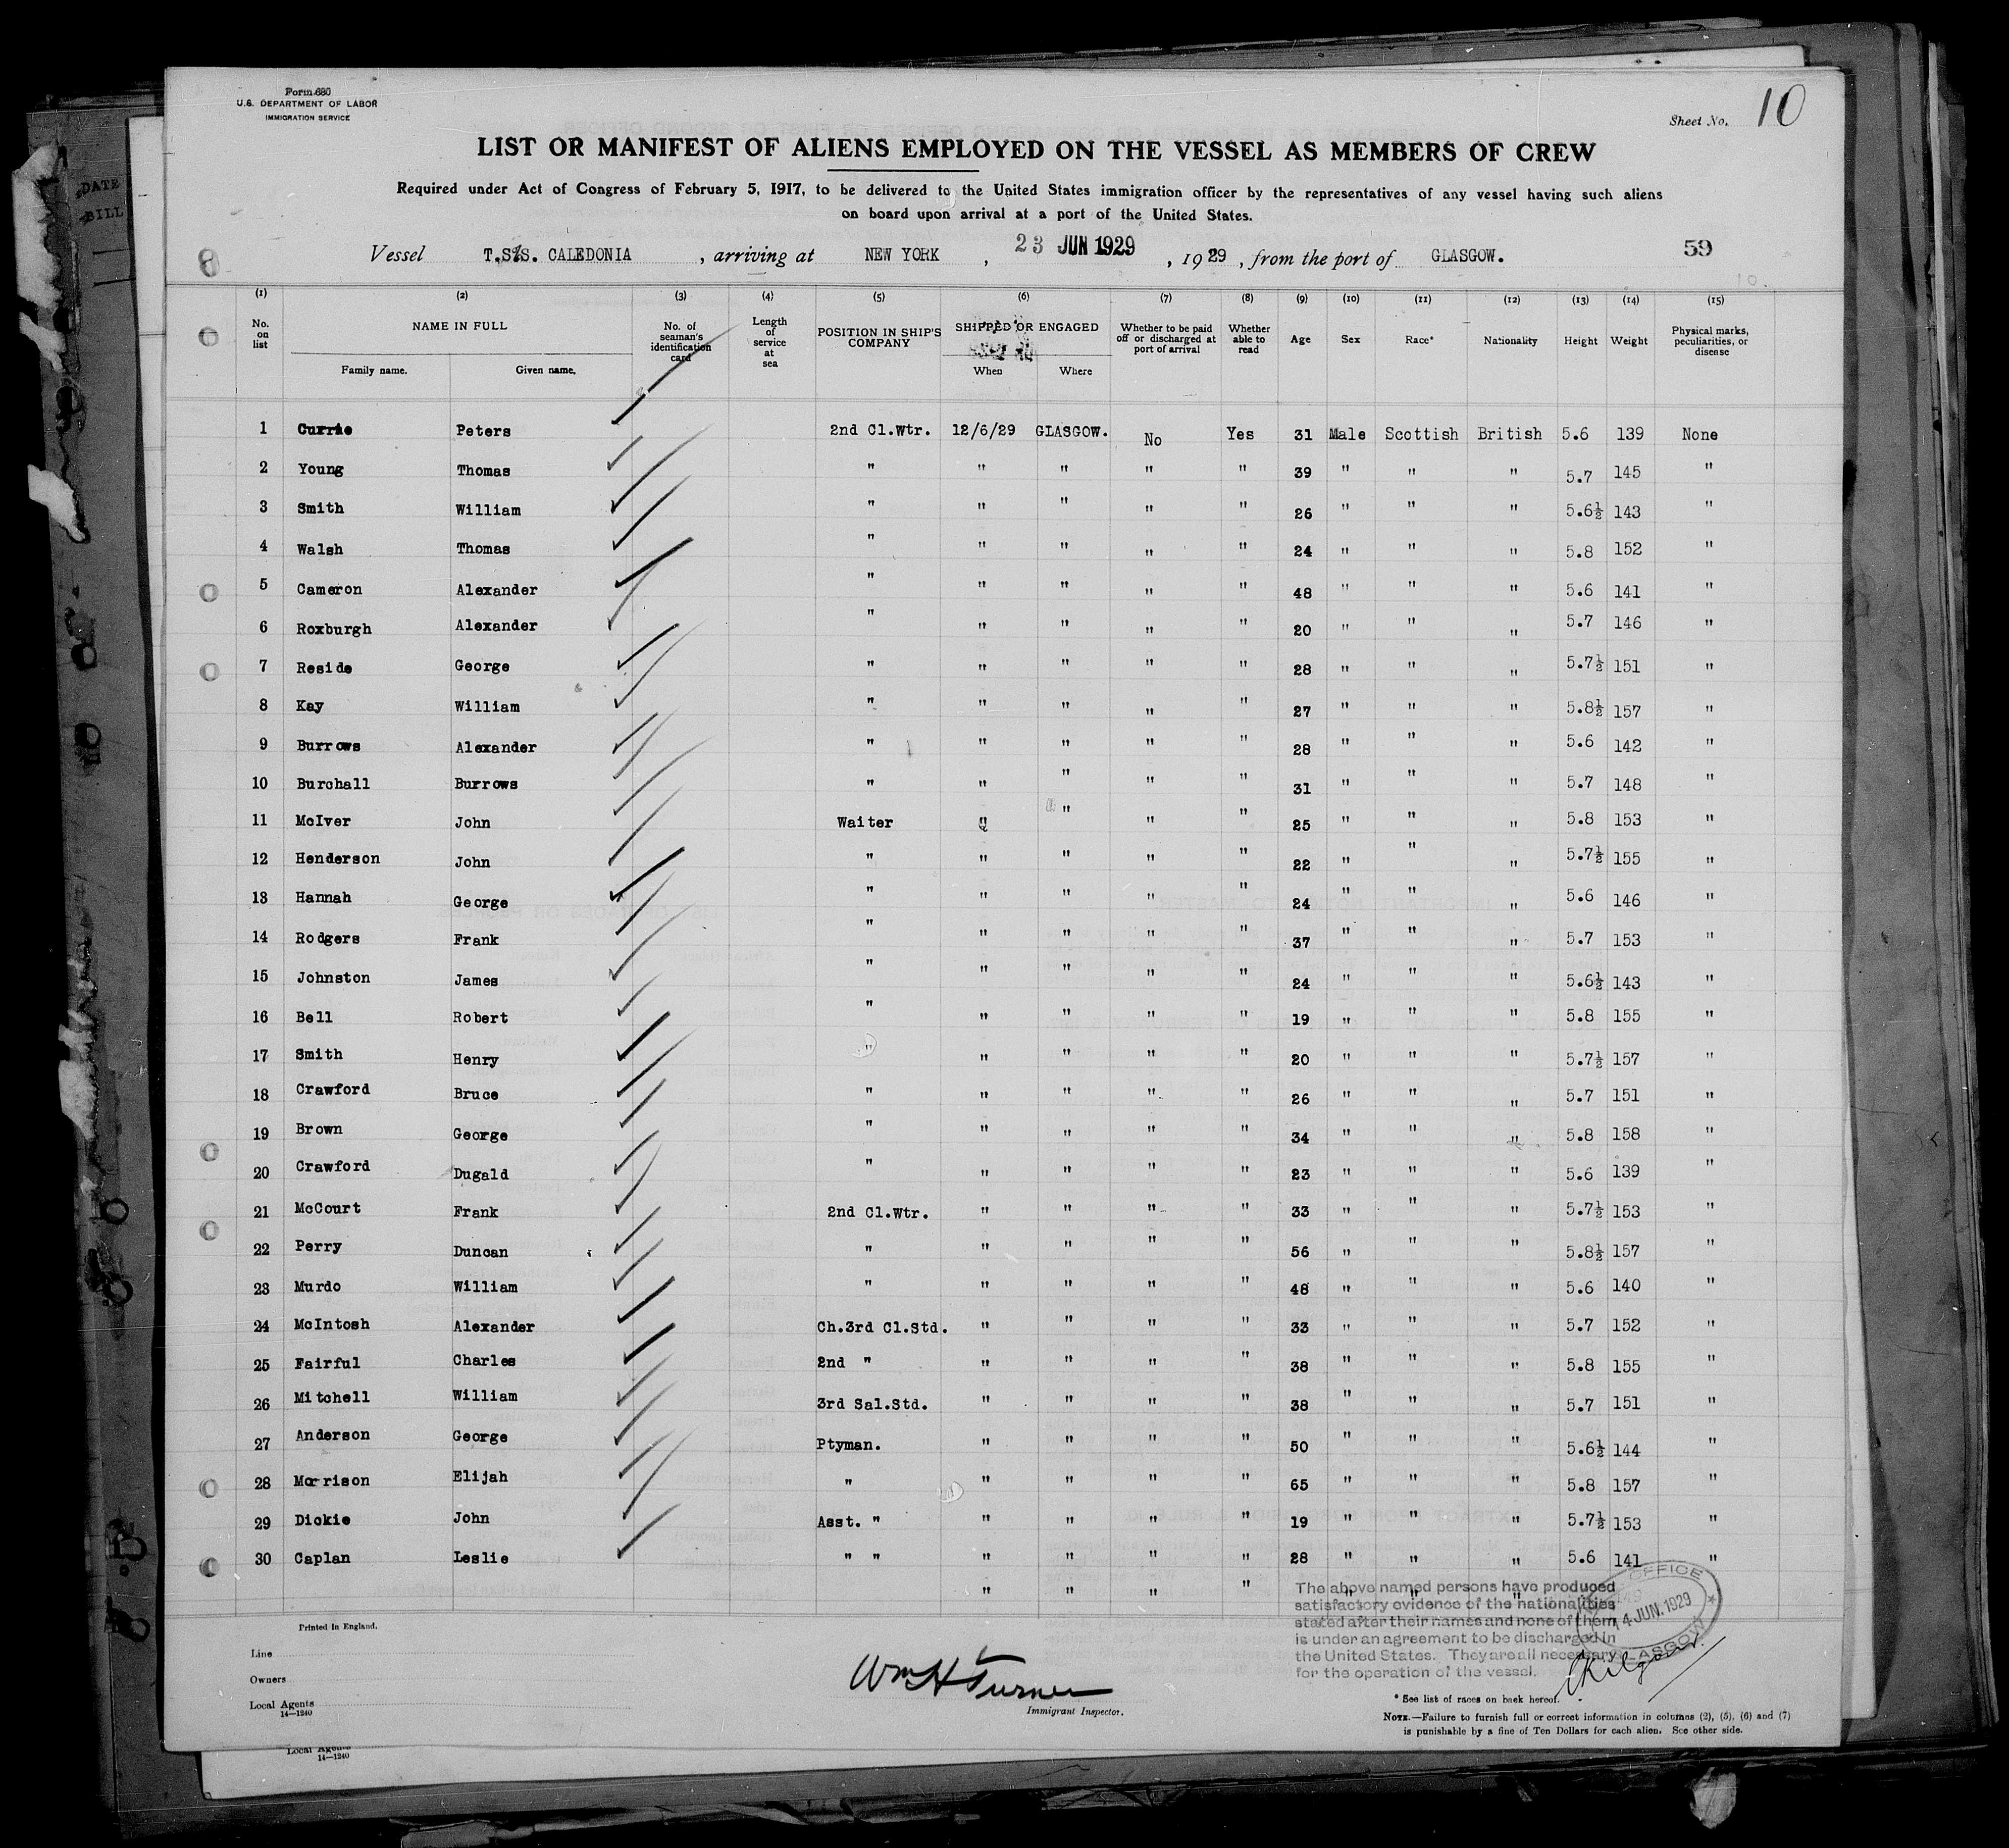 Form 680
U.S. DEPARTMENT OF LABOR
IMMIGRATION SERVICE
Sheet No. 10
LIST OR MANIFEST OF ALIENS EMPLOYED ON THE VESSEL AS MEMBERS OF CREW
Required under Act of Congress of February 5, 1917, to be delivered to the United States immigration officer by the representatives of any vessel having such aliens
on board upon arrival at a port of the United States.
Vessel T.S.S. CALEDONIA , arriving at NEW YORK , 23 JUN 1929 , 1929 , from the port of GLASGOW. 59
(1) (2) (3) (4) (5) (6) (7) (8) (9) (10) (11) (12) (13) (14) (15)
No. on list NAME IN FULL Family name. Given name. No. of seaman's identification card Length of service at sea POSITION IN SHIP'S COMPANY SHIPPED OR ENGAGED When Where Whether to be paid off or discharged at port of arrival Whether able to read Age Sex Race* Nationality Height Weight Physical marks, peculiarities, or disease
1 Currie Peters 2nd Cl.Wtr. 12/6/29 GLASGOW. No Yes 31 Male Scottish British 5.6 139 None
2 Young Thomas " " " " " 39 " " " 5.7 145 "
3 Smith William " " " " " 26 " " " 5.6½ 143 "
4 Walsh Thomas " " " " " 24 " " " 5.8 152 "
5 Cameron Alexander " " " " " 48 " " " 5.6 141 "
6 Roxburgh Alexander " " " " " 20 " " " 5.7 146 "
7 Reside George " " " " " 28 " " " 5.7½ 151 "
8 Kay William " " " " " 27 " " " 5.8½ 157 "
9 Burrows Alexander " " " " " 28 " " " 5.6 142 "
10 Burchall Burrows " " " " " 31 " " " 5.7 148 "
11 McIver John Waiter " " " " 25 " " " 5.8 153 "
12 Henderson John " " " " " 22 " " " 5.7½ 155 "
13 Hannah George " " " " " 24 " " " 5.6 146 "
14 Rodgers Frank " " " " " 37 " " " 5.7 153 "
15 Johnston James " " " " " 24 " " " 5.6½ 143 "
16 Bell Robert " " " " " 19 " " " 5.8 155 "
17 Smith Henry " " " " " 20 " " " 5.7½ 157 "
18 Crawford Bruce " " " " " 26 " " " 5.7 151 "
19 Brown George " " " " " 34 " " " 5.8 158 "
20 Crawford Dugald " " " " " 23 " " " 5.6 139 "
21 McCourt Frank 2nd Cl.Wtr. " " " " 33 " " " 5.7½ 153 "
22 Perry Duncan " " " " " 56 " " " 5.8½ 157 "
23 Murdo William " " " " " 48 " " " 5.6 140 "
24 McIntosh Alexander Ch.3rd Cl.Std. " " " " 33 " " " 5.7 152 "
25 Fairful Charles 2nd " " " " " 38 " " " 5.8 155 "
26 Mitchell William 3rd Sal.Std. " " " " 38 " " " 5.7 151 "
27 Anderson George Ptyman. " " " " 50 " " " 5.6½ 144 "
28 Morrison Elijah " " " " " 65 " " " 5.8 157 "
29 Dickie John Asst. " " " " " 19 " " " 5.7½ 153 "
30 Caplan Leslie " " " " " " 28 " " " 5.6 141 "
" " " " " " "
The above named persons have produced
satisfactory evidence of the nationalities
stated after their names and none of them
is under an agreement to be discharged in
the United States. They are all necessary
for the operation of the vessel.
OFFICE
14 JUN. 1929
GLASGOW
Kilgour
Printed in England.
Line
Owners
Local Agents
14—1240
Wm H Turner
Immigrant Inspector.
* See list of races on back hereof.
NOTE.—Failure to furnish full or correct information in columns (2), (5), (6) and (7)
is punishable by a fine of Ten Dollars for each alien. See other side.
Local Agents
14—1240
DATE
BILL